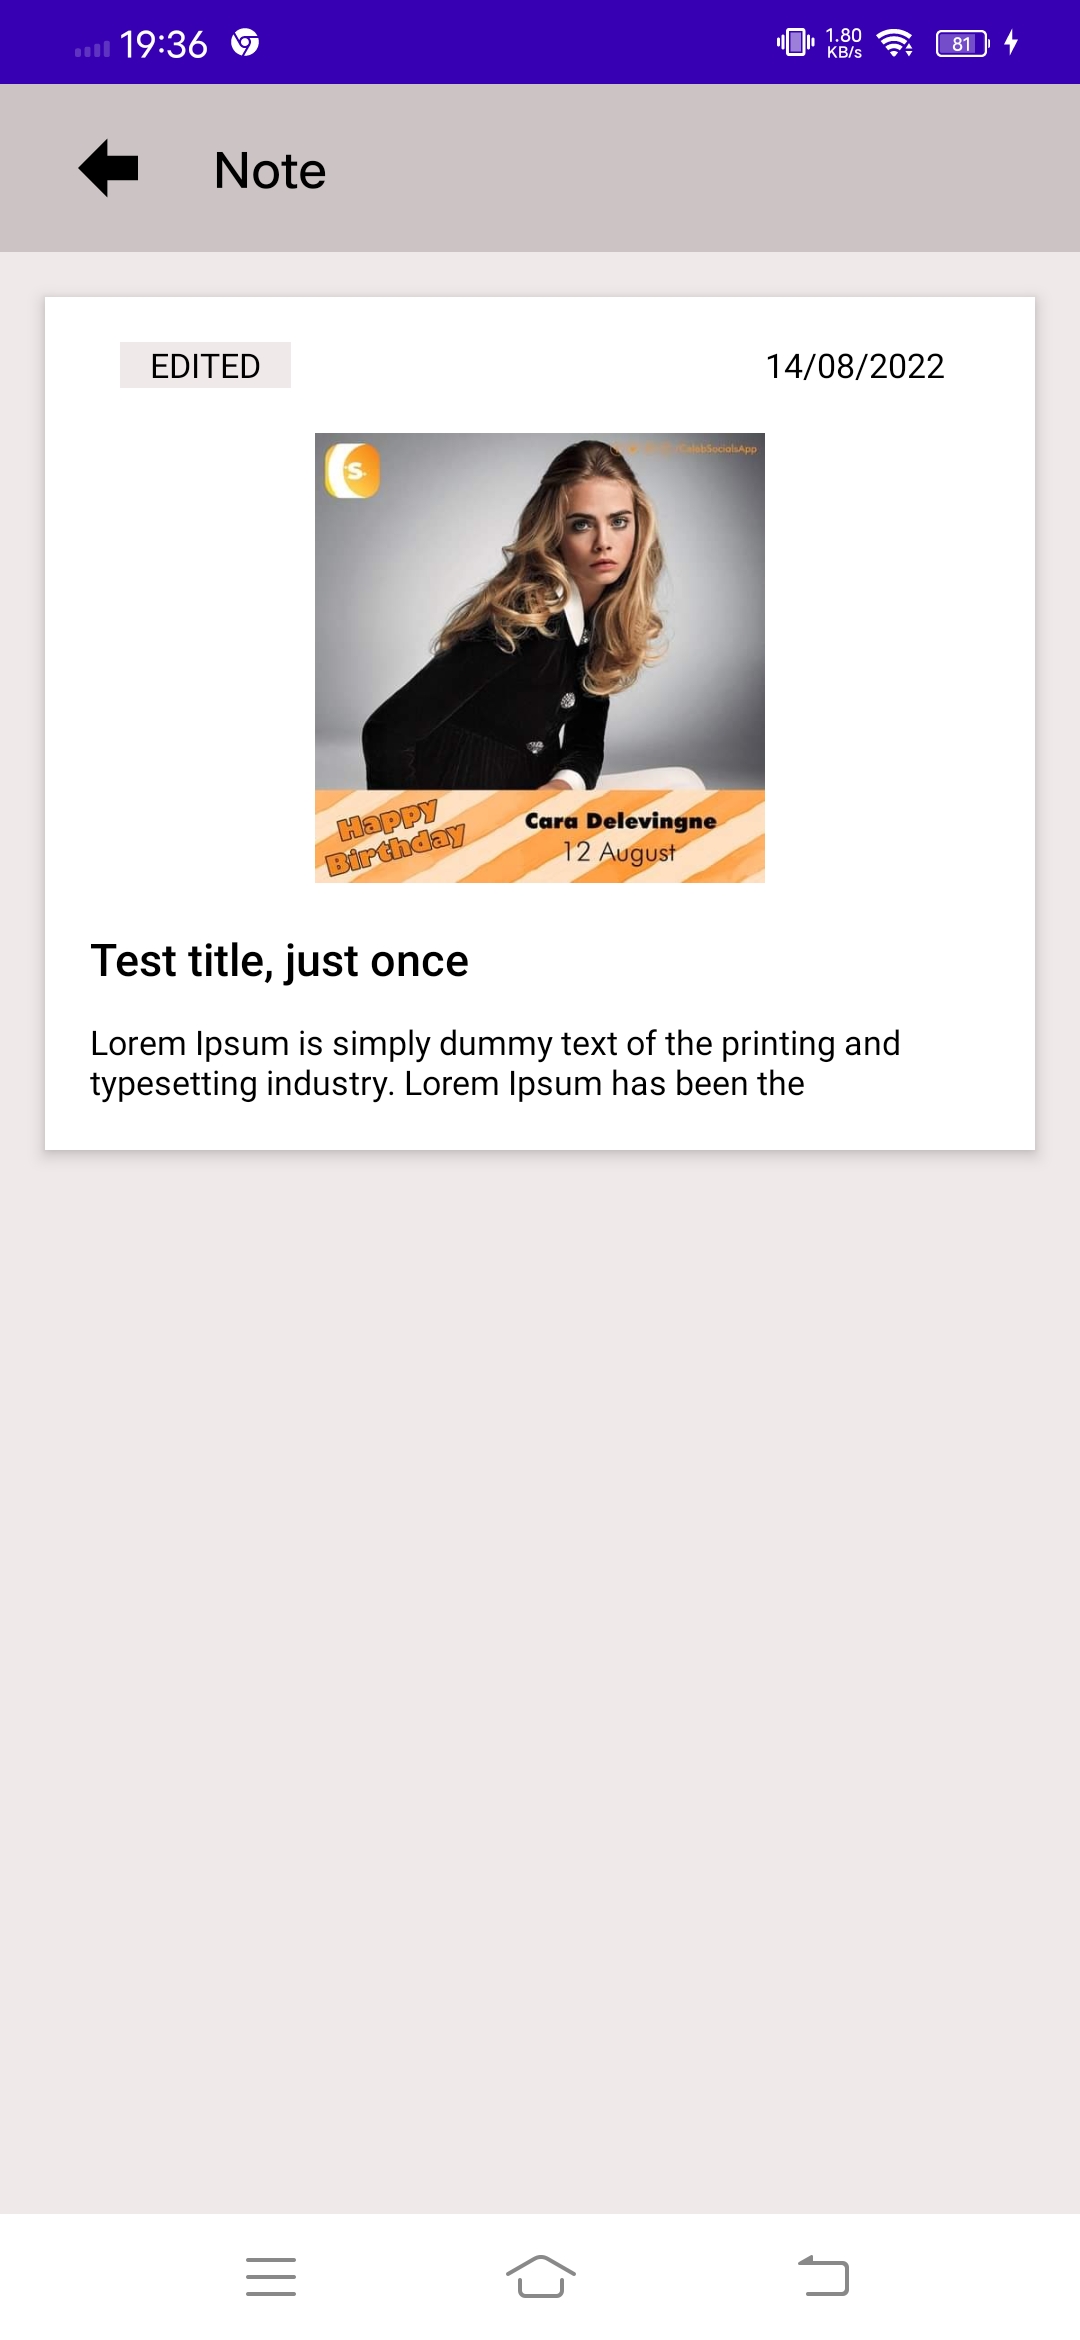 19:36
1.80
KB/s
81
Note
EDITED
14/08/2022
S
/CelebSocialsApp
Happy
Birthday
Cara Delevingne
12 August
Test title, just once
Lorem Ipsum is simply dummy text of the printing and
typesetting industry. Lorem Ipsum has been the